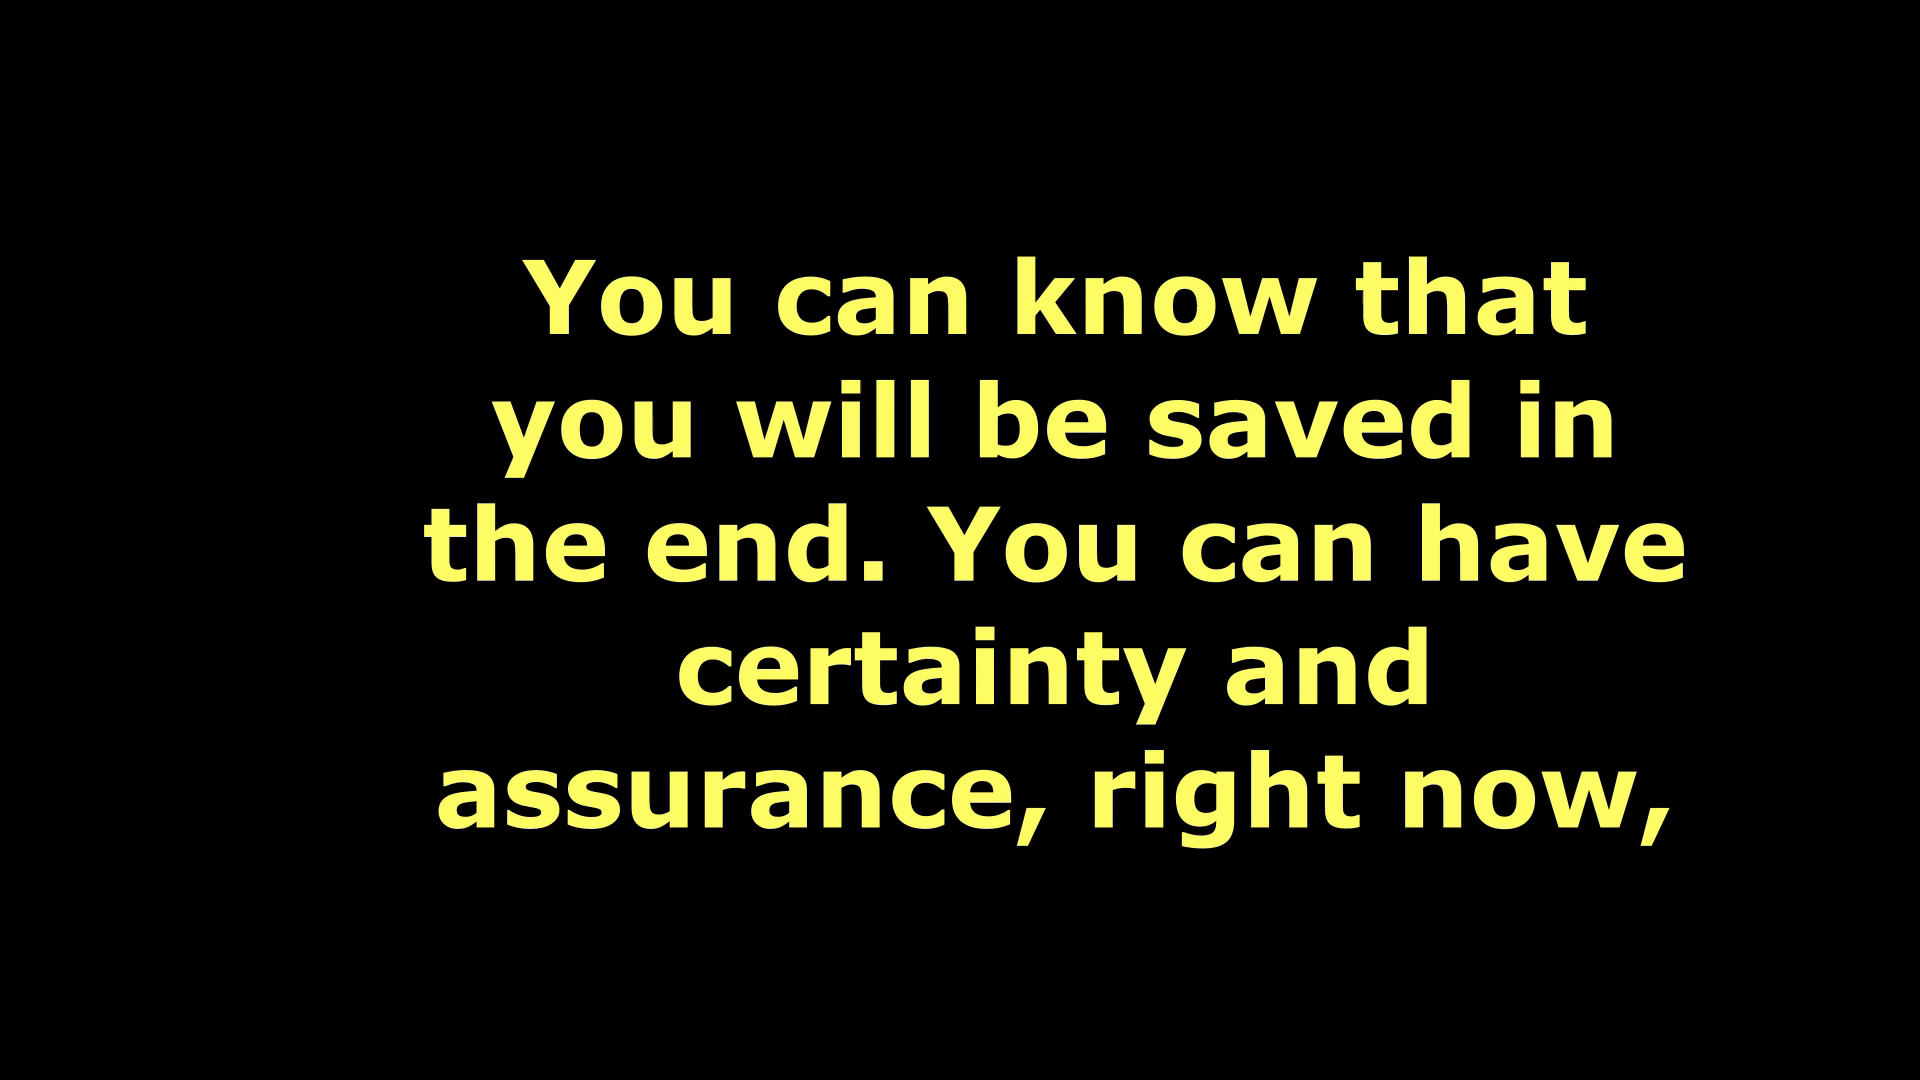 You can know that
you will be saved in
the end. You can have
certainty and
assurance, right now,